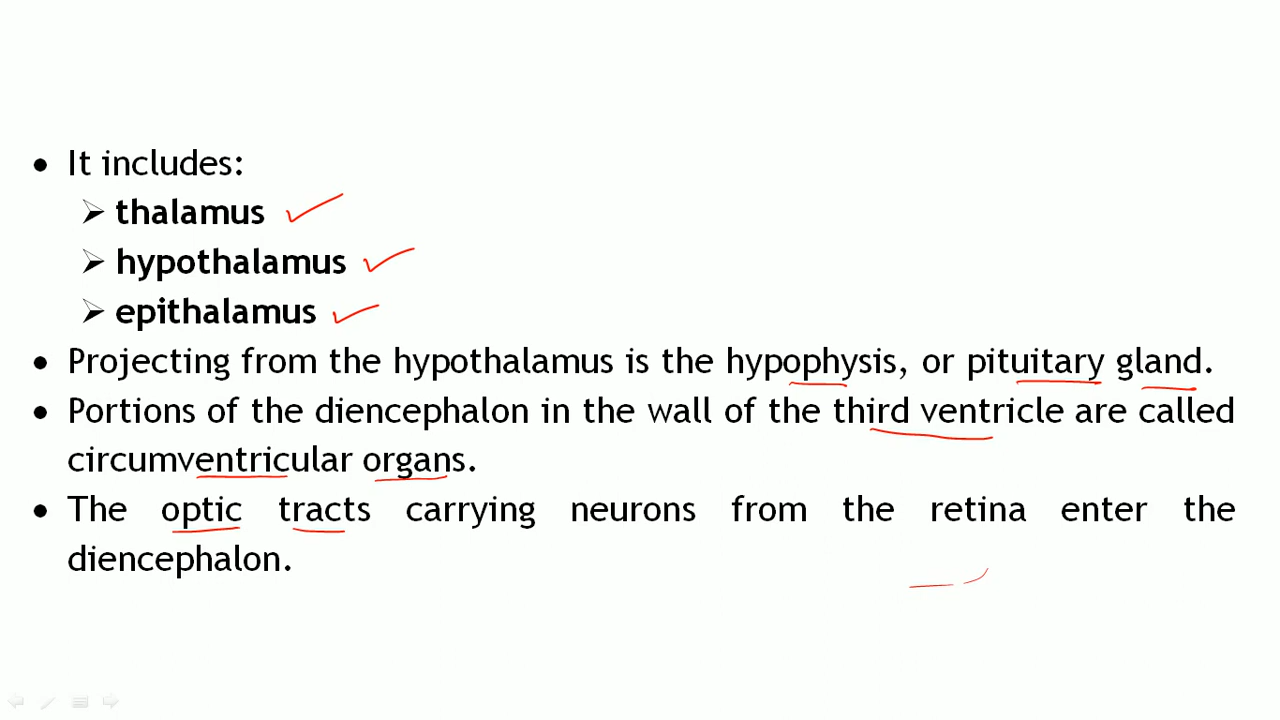 • It includes:
➢ thalamus
➢ hypothalamus
➢ epithalamus
• Projecting from the hypothalamus is the hypophysis, or pituitary gland.
• Portions of the diencephalon in the wall of the third ventricle are called
circumventricular organs.
• The optic tracts carrying neurons from the retina enter the
diencephalon.